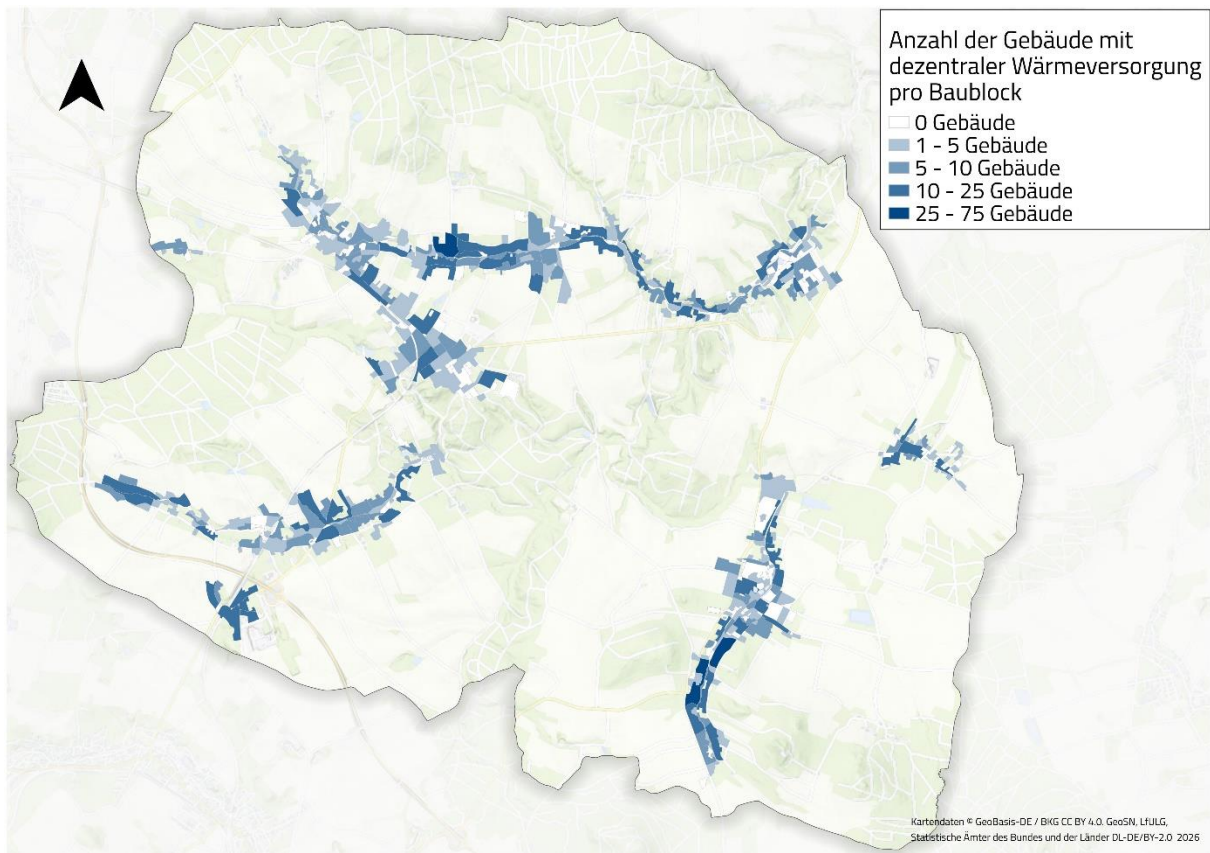 Anzahl der Gebäude mit
dezentraler Wärmeversorgung
pro Baublock
0 Gebäude
1 - 5 Gebäude
5 - 10 Gebäude
10 - 25 Gebäude
25 - 75 Gebäude
Kartendaten © GeoBasis-DE / BKG CC BY 4.0. GeoSN, LfULG,
Statistische Ämter des Bundes und der Länder DL-DE/BY-2.0 2026